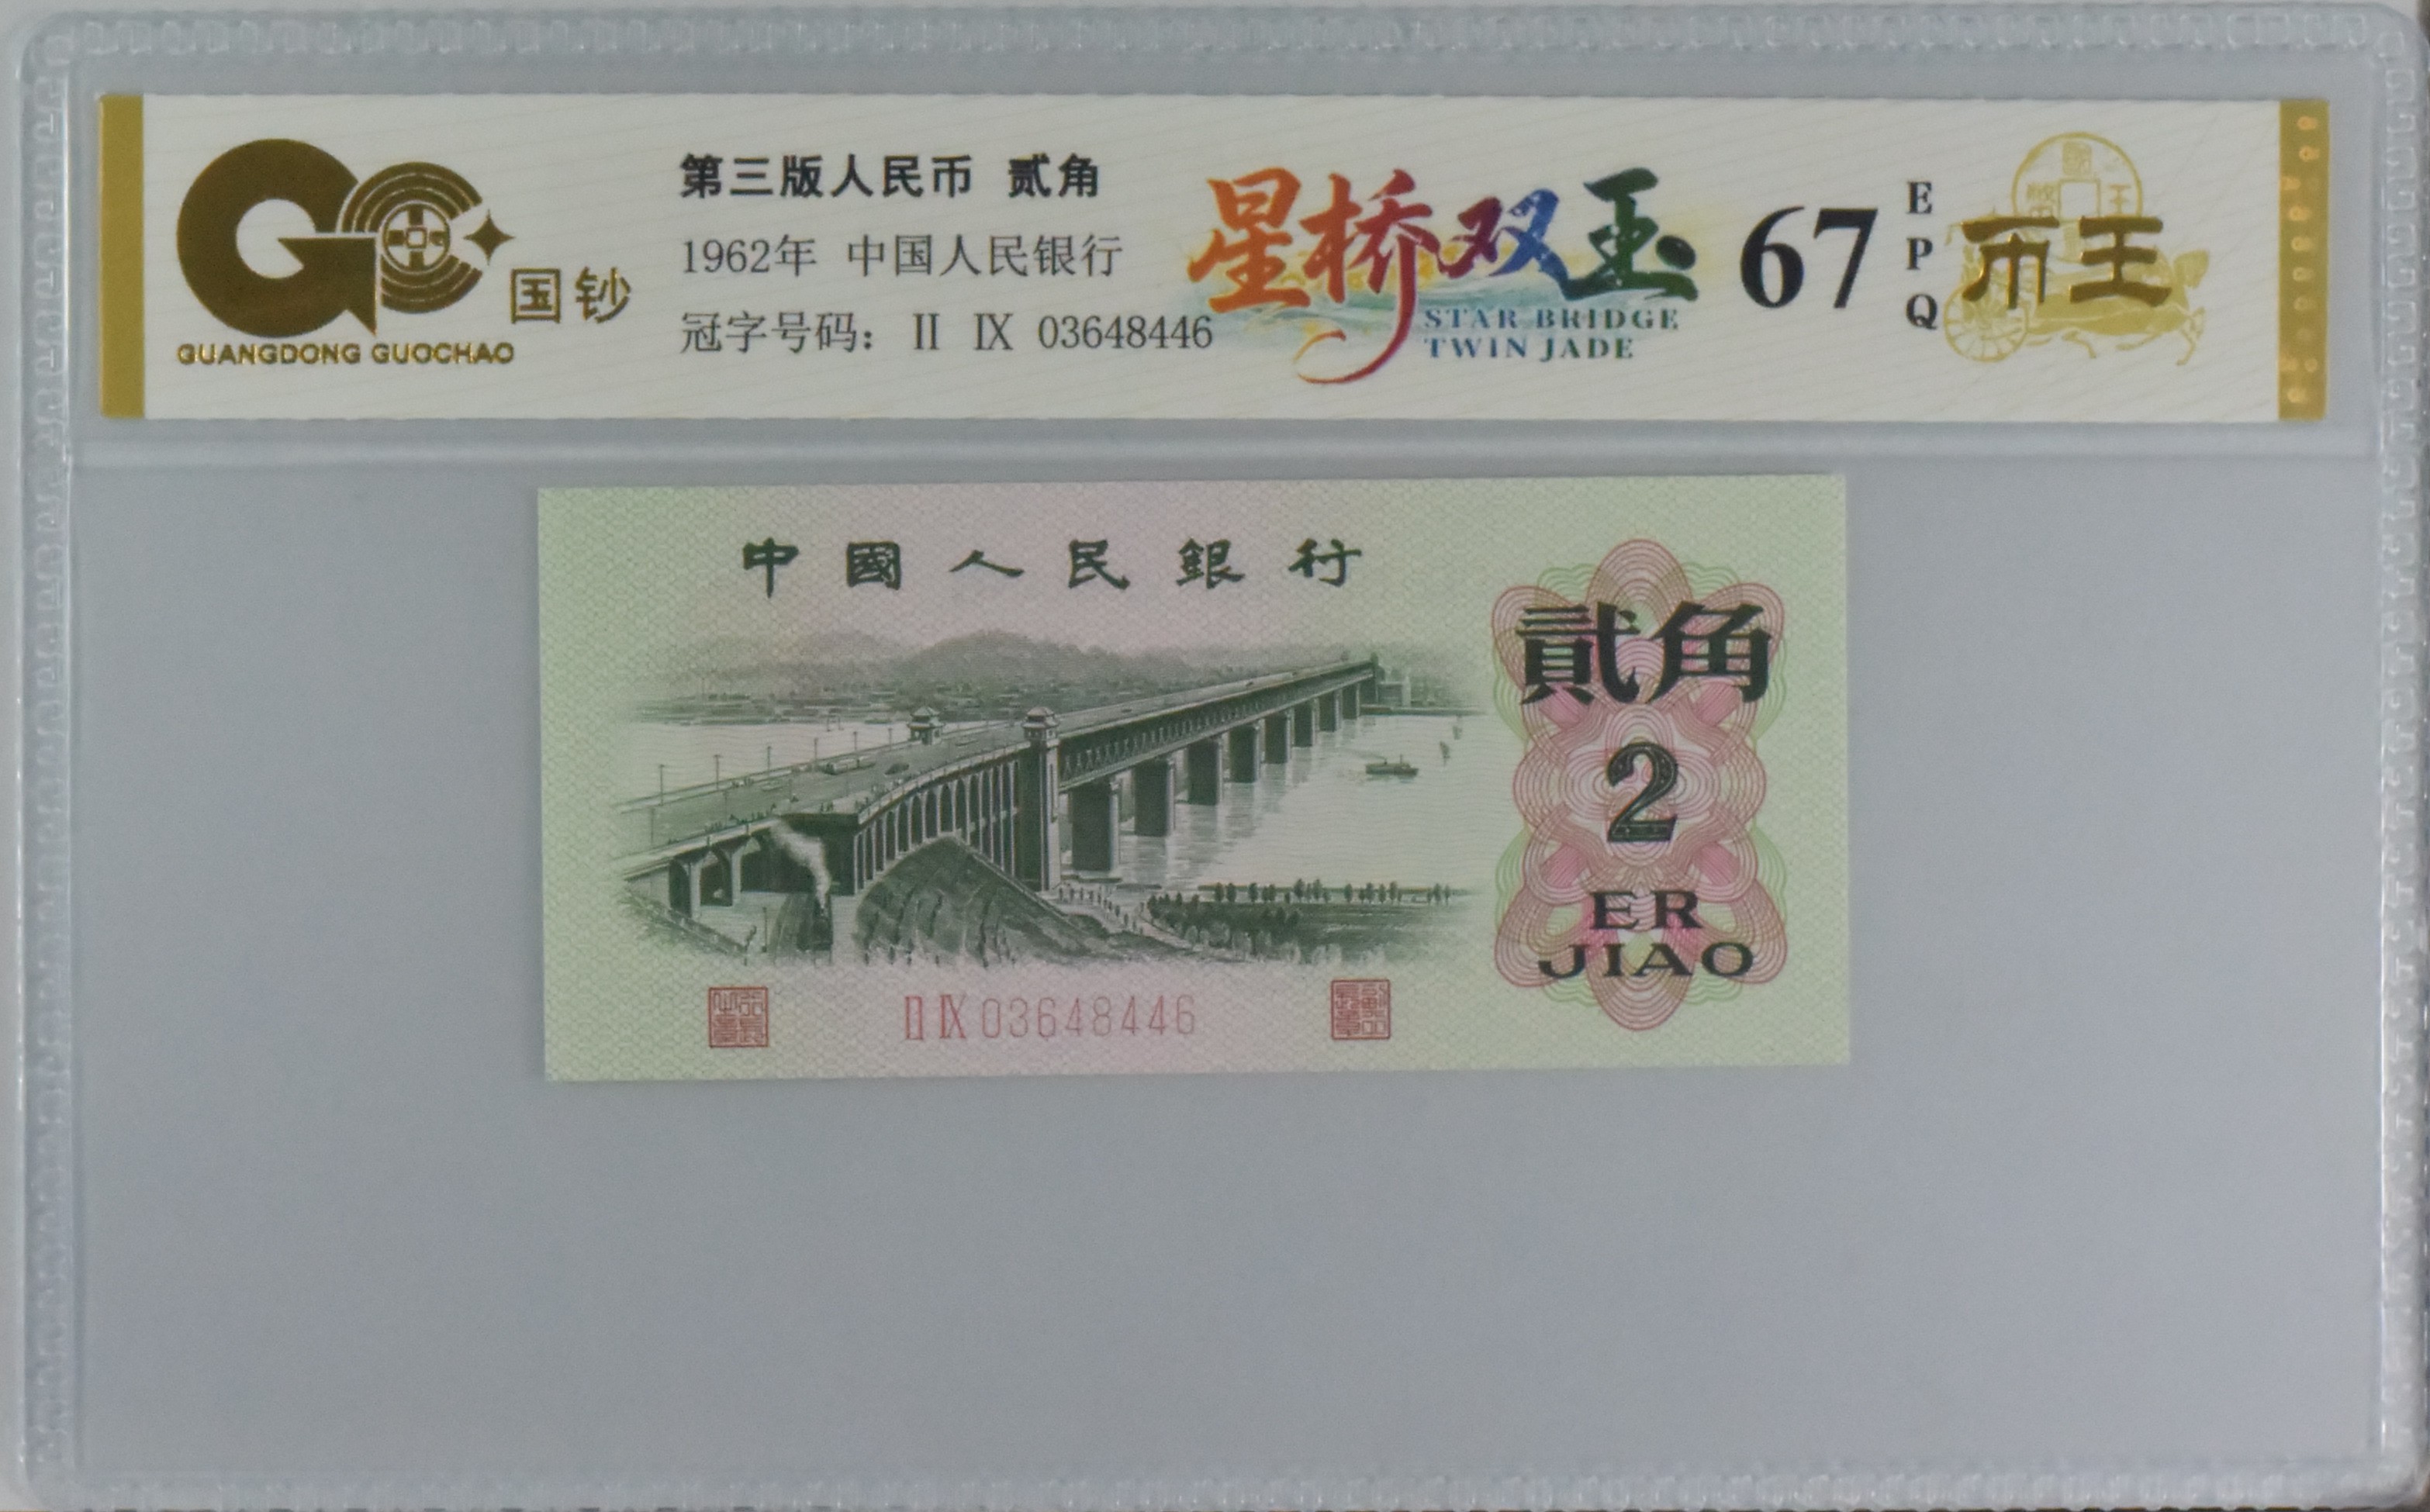 GC
国钞
GUANGDONG GUOCHAO
第三版人民币 贰角
1962年 中国人民银行
冠字号码： II IX 03648446
星桥双玉
STAR BRIDGE
TWIN JADE
67
EPQ
币王
中國人民銀行
貳角
2
ER
JIAO
II IX 03648446